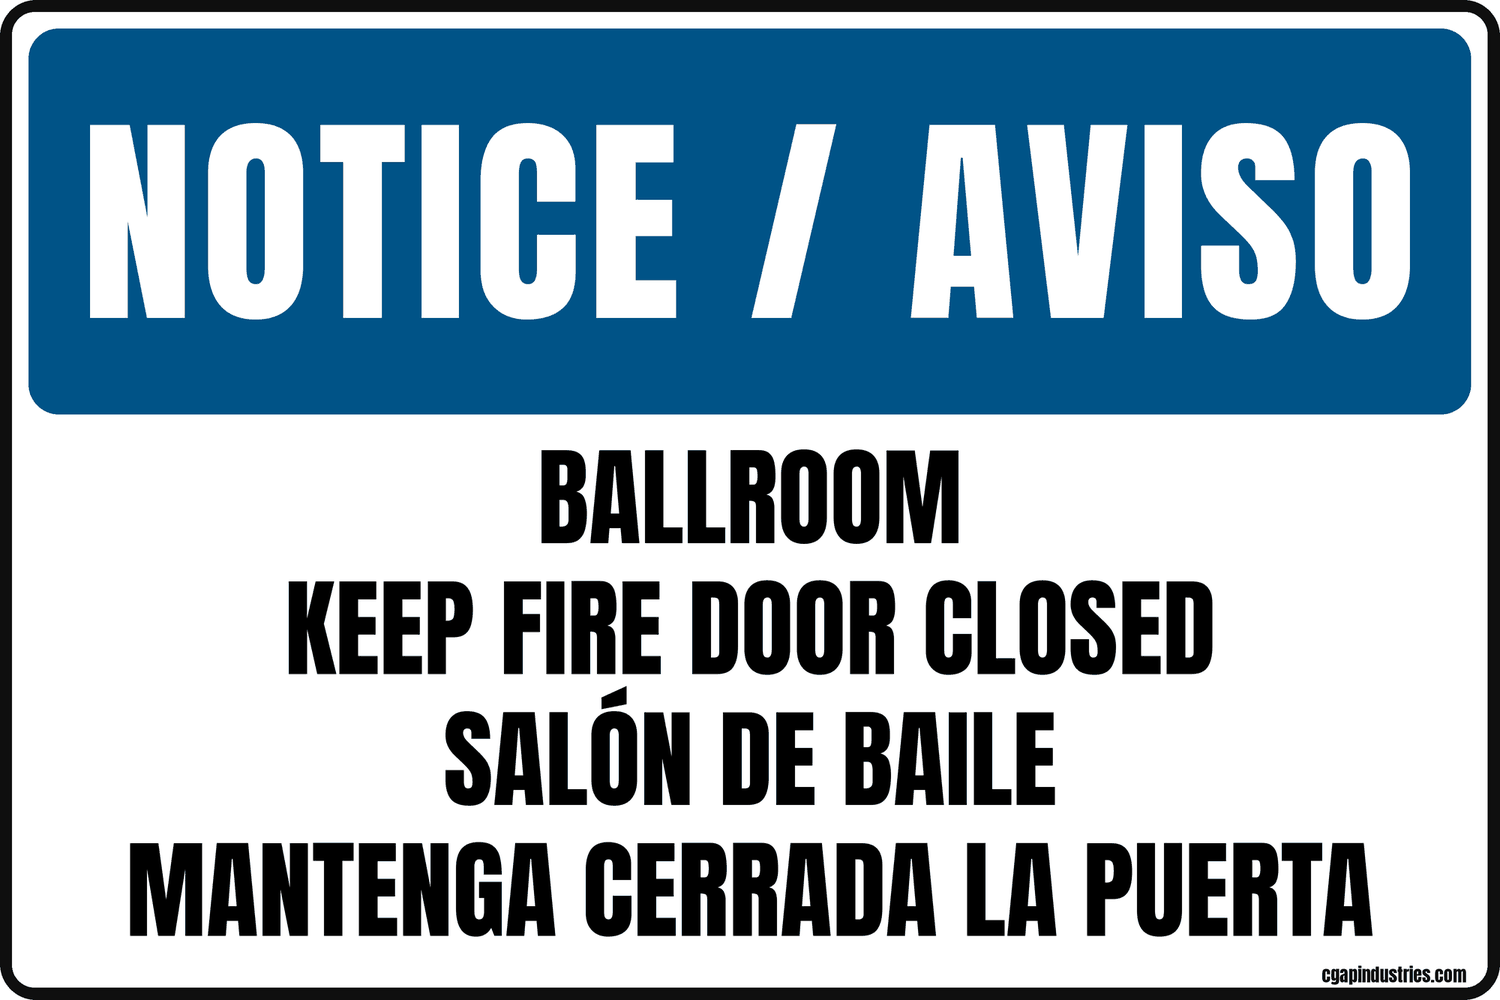 NOTICE / AVISO
BALLROOM
KEEP FIRE DOOR CLOSED
SALÓN DE BAILE
MANTENGA CERRADA LA PUERTA
cgapindustries.com